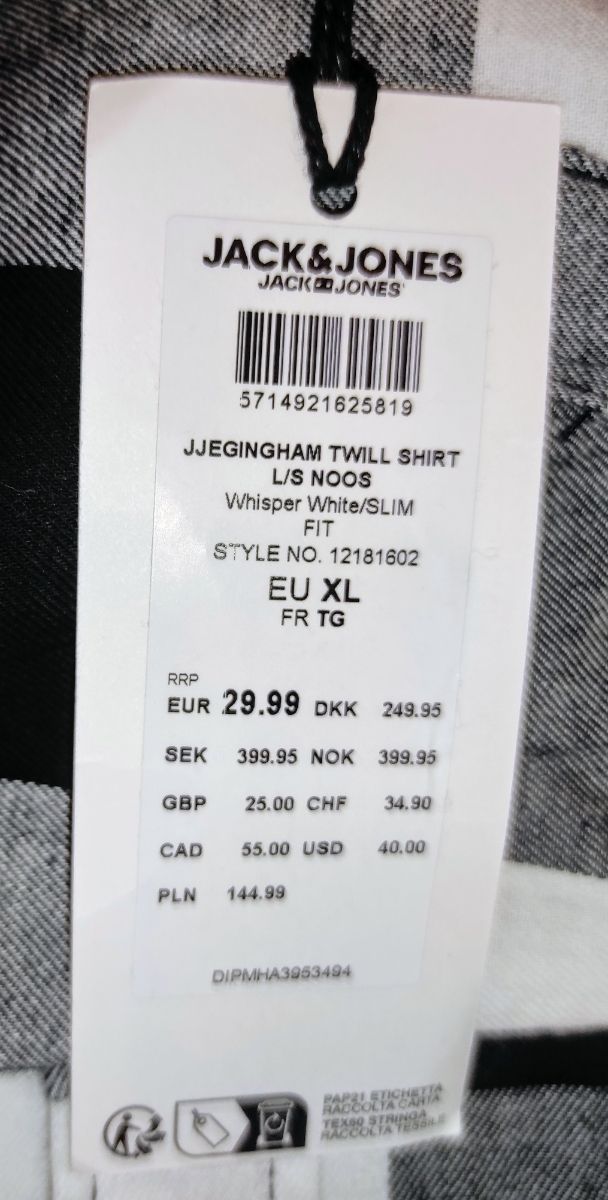 JACK&JONES
JACK JONES
5714921625819
JJEGINGHAM TWILL SHIRT
L/S NOOS
Whisper White/SLIM
FIT
STYLE NO. 12181602
EU XL
FR TG
RRP
EUR 29.99 DKK 249.95
SEK 399.95 NOK 399.95
GBP 25.00 CHF 34.90
CAD 55.00 USD 40.00
PLN 144.99
DIPMHA3953494
PAP21 ETICHETTA
RACCOLTA CARTA
TEX60 STRINGA
RACCOLTA TESSILE